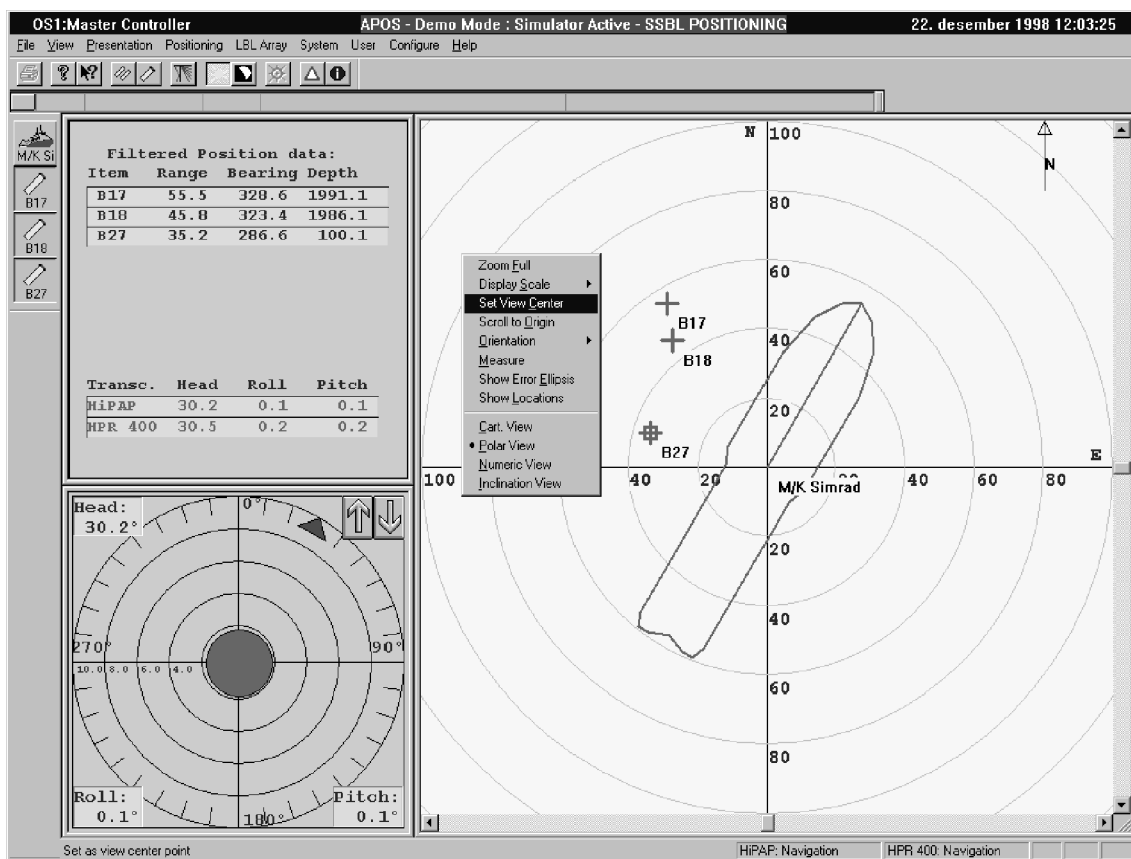 OS1:Master Controller APOS - Demo Mode : Simulator Active - SSBL POSITIONING 22. desember 1998 12:03:25
File View Presentation Positioning LBL Array System User Configure Help
M/K Si
B17
B18
B27
Filtered Position data:
Item Range Bearing Depth
B17 55.5 328.6 1991.1
B18 45.8 323.4 1986.1
B27 35.2 286.6 100.1
Transc. Head Roll Pitch
HiPAP 30.2 0.1 0.1
HPR 400 30.5 0.2 0.2
Head:
30.2°
0°
270°
90°
10.0 8.0 6.0 4.0
Roll:
0.1°
180°
Pitch:
0.1°
N 100
N
80
60
40
20
B17
B18
B27
Zoom Full
Display Scale
Set View Center
Scroll to Origin
Orientation
Measure
Show Error Ellipsis
Show Locations
Cart. View
Polar View
Numeric View
Inclination View
E
100 40 20 20 40 60 80
M/K Simrad
20
40
60
80
Set as view center point HiPAP: Navigation HPR 400: Navigation